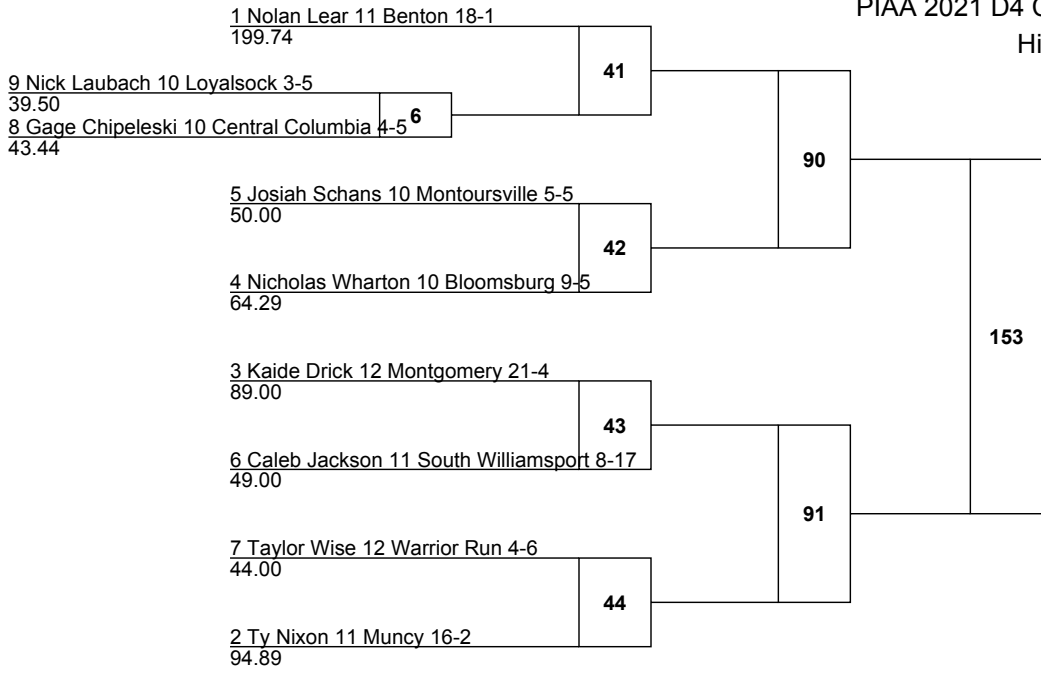 PIAA 2021 D4
1 Nolan Lear 11 Benton 18-1
199.74
41
9 Nick Laubach 10 Loyalsock 3-5
39.50
6
8 Gage Chipeleski 10 Central Columbia 4-5
43.44
90
5 Josiah Schans 10 Montoursville 5-5
50.00
42
4 Nicholas Wharton 10 Bloomsburg 9-5
64.29
153
3 Kaide Drick 12 Montgomery 21-4
89.00
43
6 Caleb Jackson 11 South Williamsport 8-17
49.00
91
7 Taylor Wise 12 Warrior Run 4-6
44.00
44
2 Ty Nixon 11 Muncy 16-2
94.89